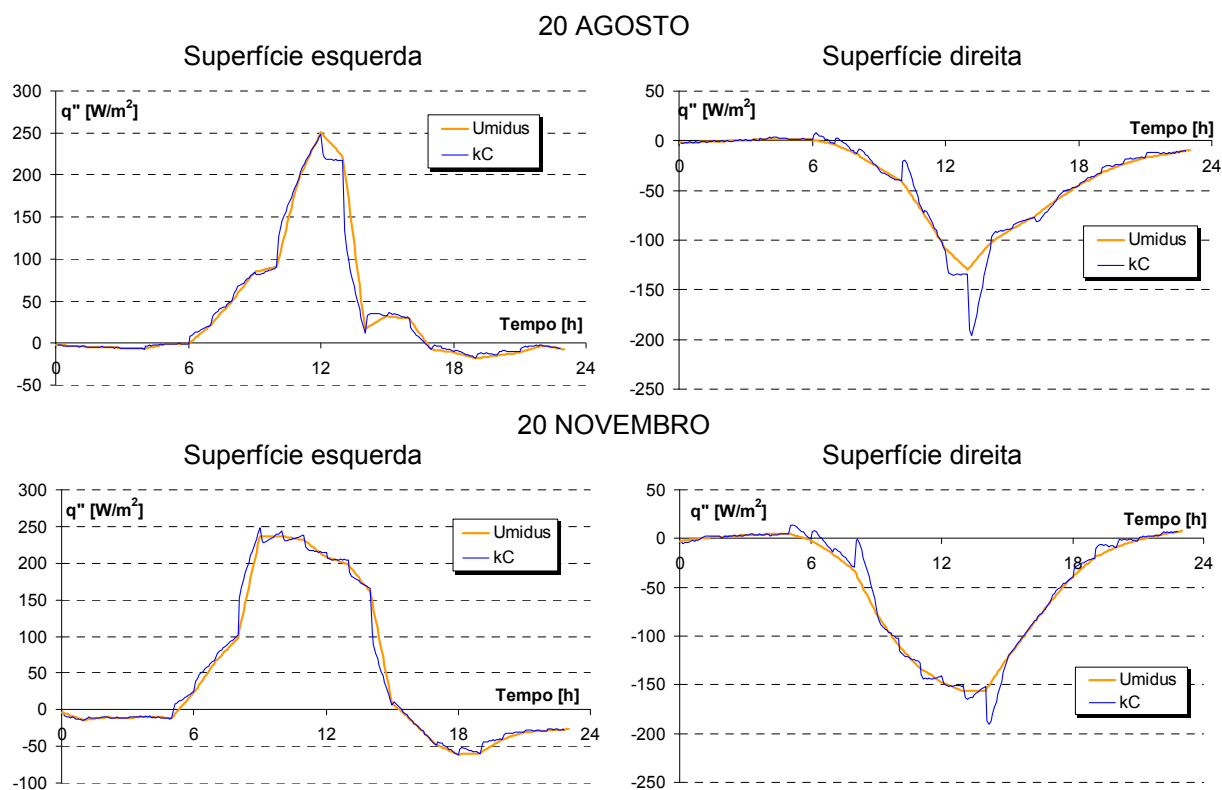 20 AGOSTO
Superfície esquerda
Superfície direita
q" [W/m²]
300
250
200
150
100
50
0
-50
0
6
12
18
24
Tempo [h]
Umidus
kC
q" [W/m²]
50
0
-50
-100
-150
-200
-250
0
6
12
18
24
Tempo [h]
Umidus
kC
20 NOVEMBRO
Superfície esquerda
Superfície direita
q" [W/m²]
300
250
200
150
100
50
0
-50
-100
0
6
12
18
24
Tempo [h]
Umidus
kC
q" [W/m²]
50
0
-50
-100
-150
-200
-250
0
6
12
18
24
Tempo [h]
Umidus
kC